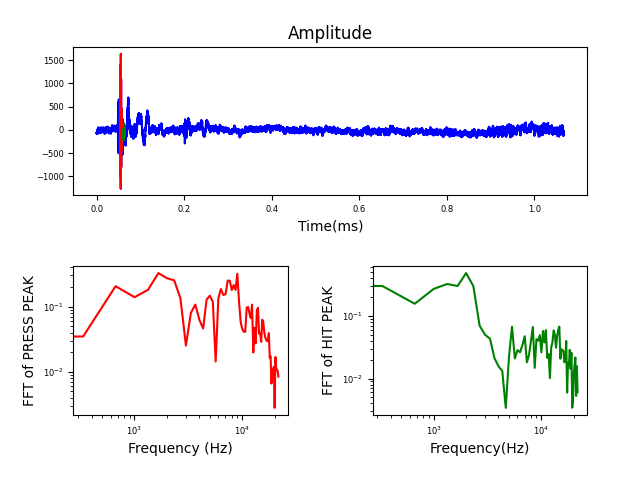 Amplitude
1500
1000
500
0
−500
−1000
0.0 0.2 0.4 0.6 0.8 1.0
Time(ms)
FFT of PRESS PEAK
10⁻¹
10⁻²
10³ 10⁴
Frequency (Hz)
FFT of HIT PEAK
10⁻¹
10⁻²
10³ 10⁴
Frequency(Hz)